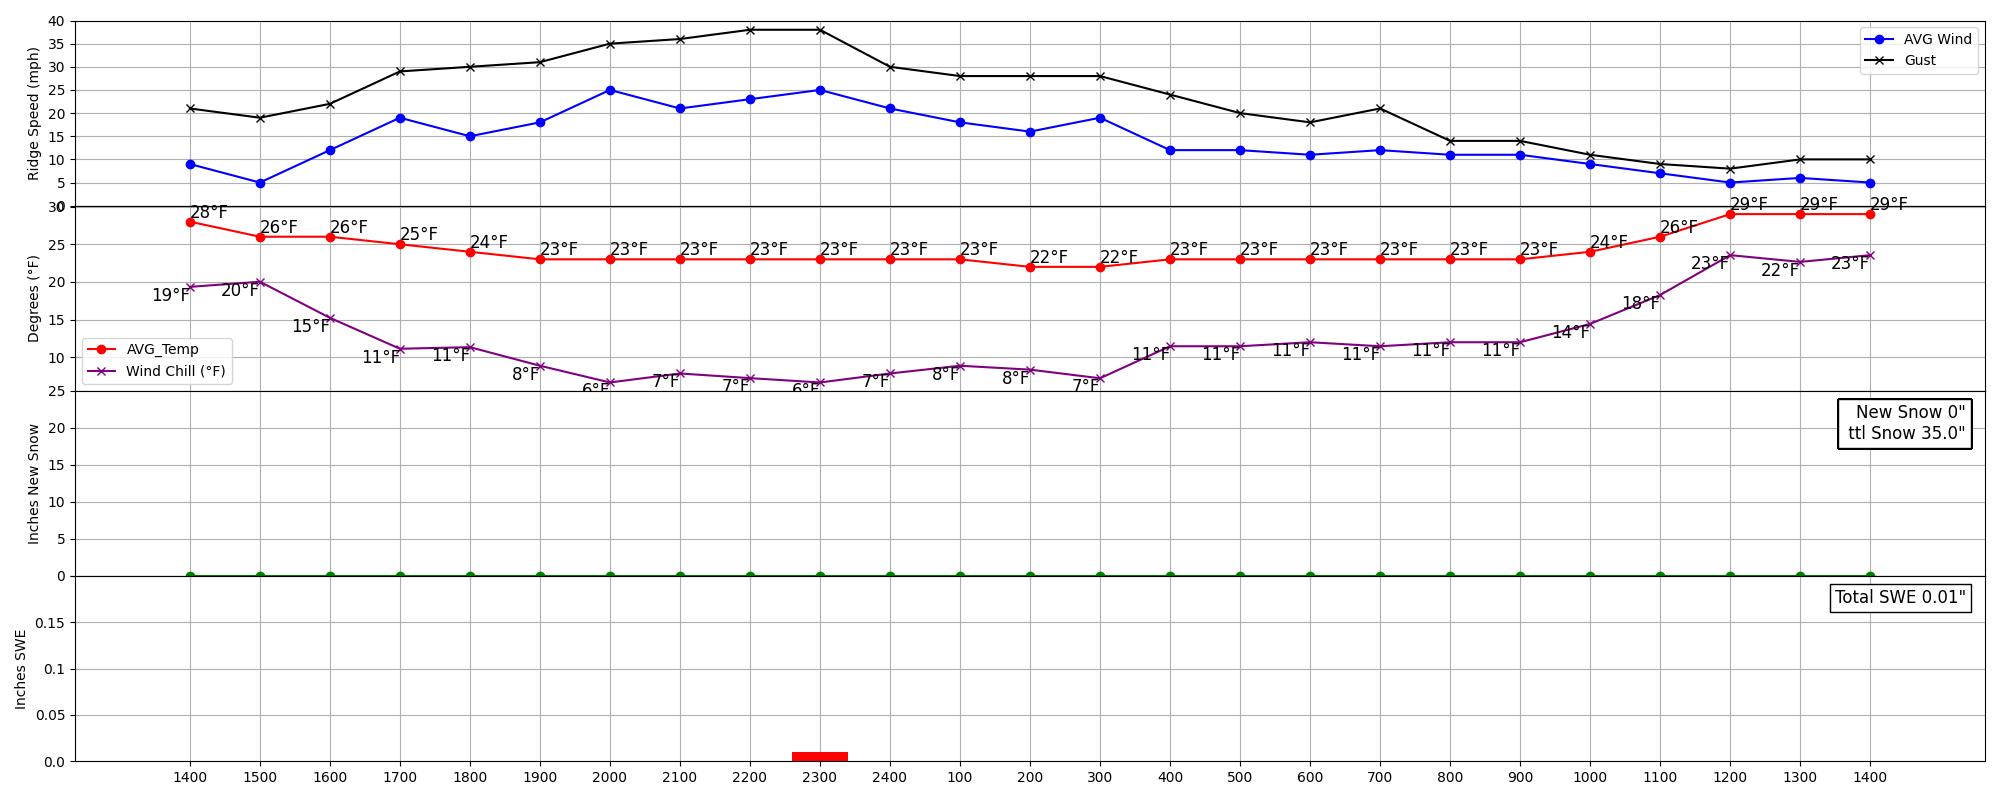 40
35
30
25
20
15
10
5
0
Ridge Speed (mph)
AVG Wind
Gust
30
25
20
15
10
Degrees (°F)
28°F 26°F 26°F 25°F 24°F 23°F 23°F 23°F 23°F 23°F 23°F 23°F 22°F 22°F 23°F 23°F 23°F 23°F 23°F 23°F 24°F 26°F 29°F 29°F 29°F
19°F 20°F 15°F 11°F 11°F 8°F 6°F 7°F 7°F 6°F 7°F 8°F 8°F 7°F 11°F 11°F 11°F 11°F 11°F 11°F 14°F 18°F 23°F 22°F 23°F
AVG_Temp
Wind Chill (°F)
25
20
15
10
5
0
Inches New Snow
New Snow 0"
ttl Snow 35.0"
0.15
0.1
0.05
0.0
Inches SWE
Total SWE 0.01"
1400 1500 1600 1700 1800 1900 2000 2100 2200 2300 2400 100 200 300 400 500 600 700 800 900 1000 1100 1200 1300 1400